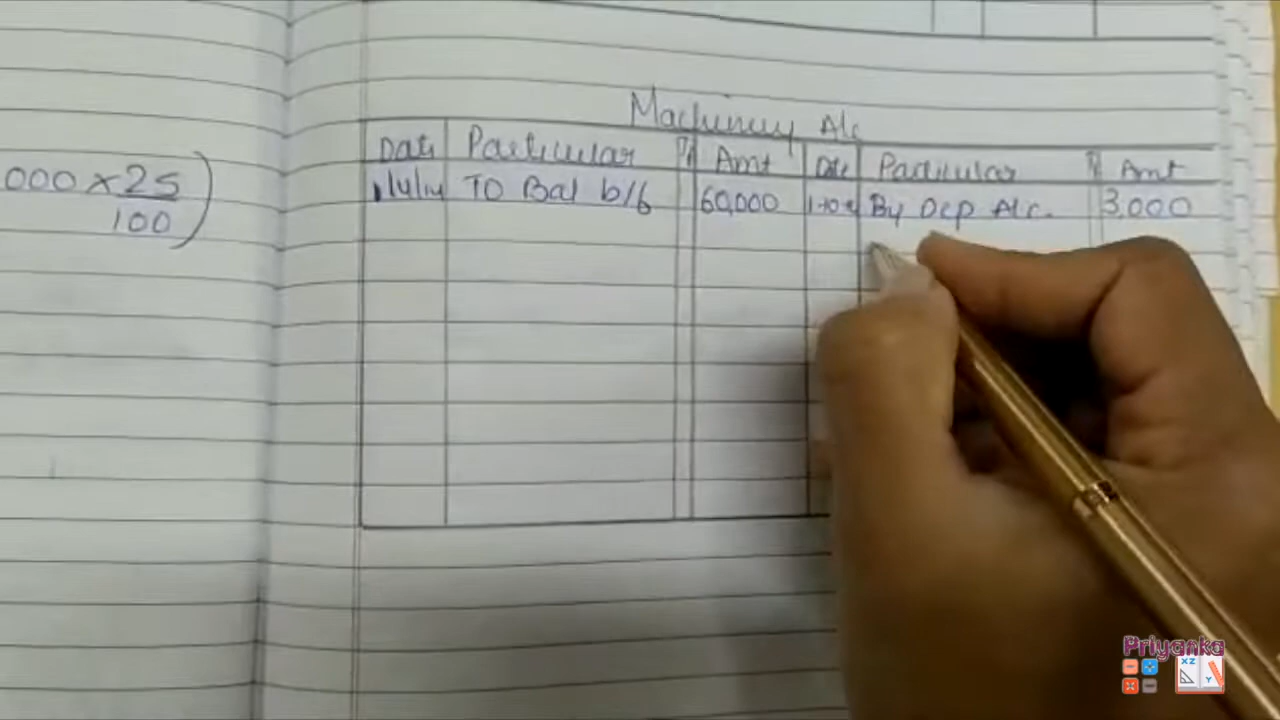 000 × 25
100
Machinery A/c
Date Particular Amt Date Particular Amt
TO Bal b/f 60,000 By Dep A/c. 3,000
Priyanka
XZ
Y